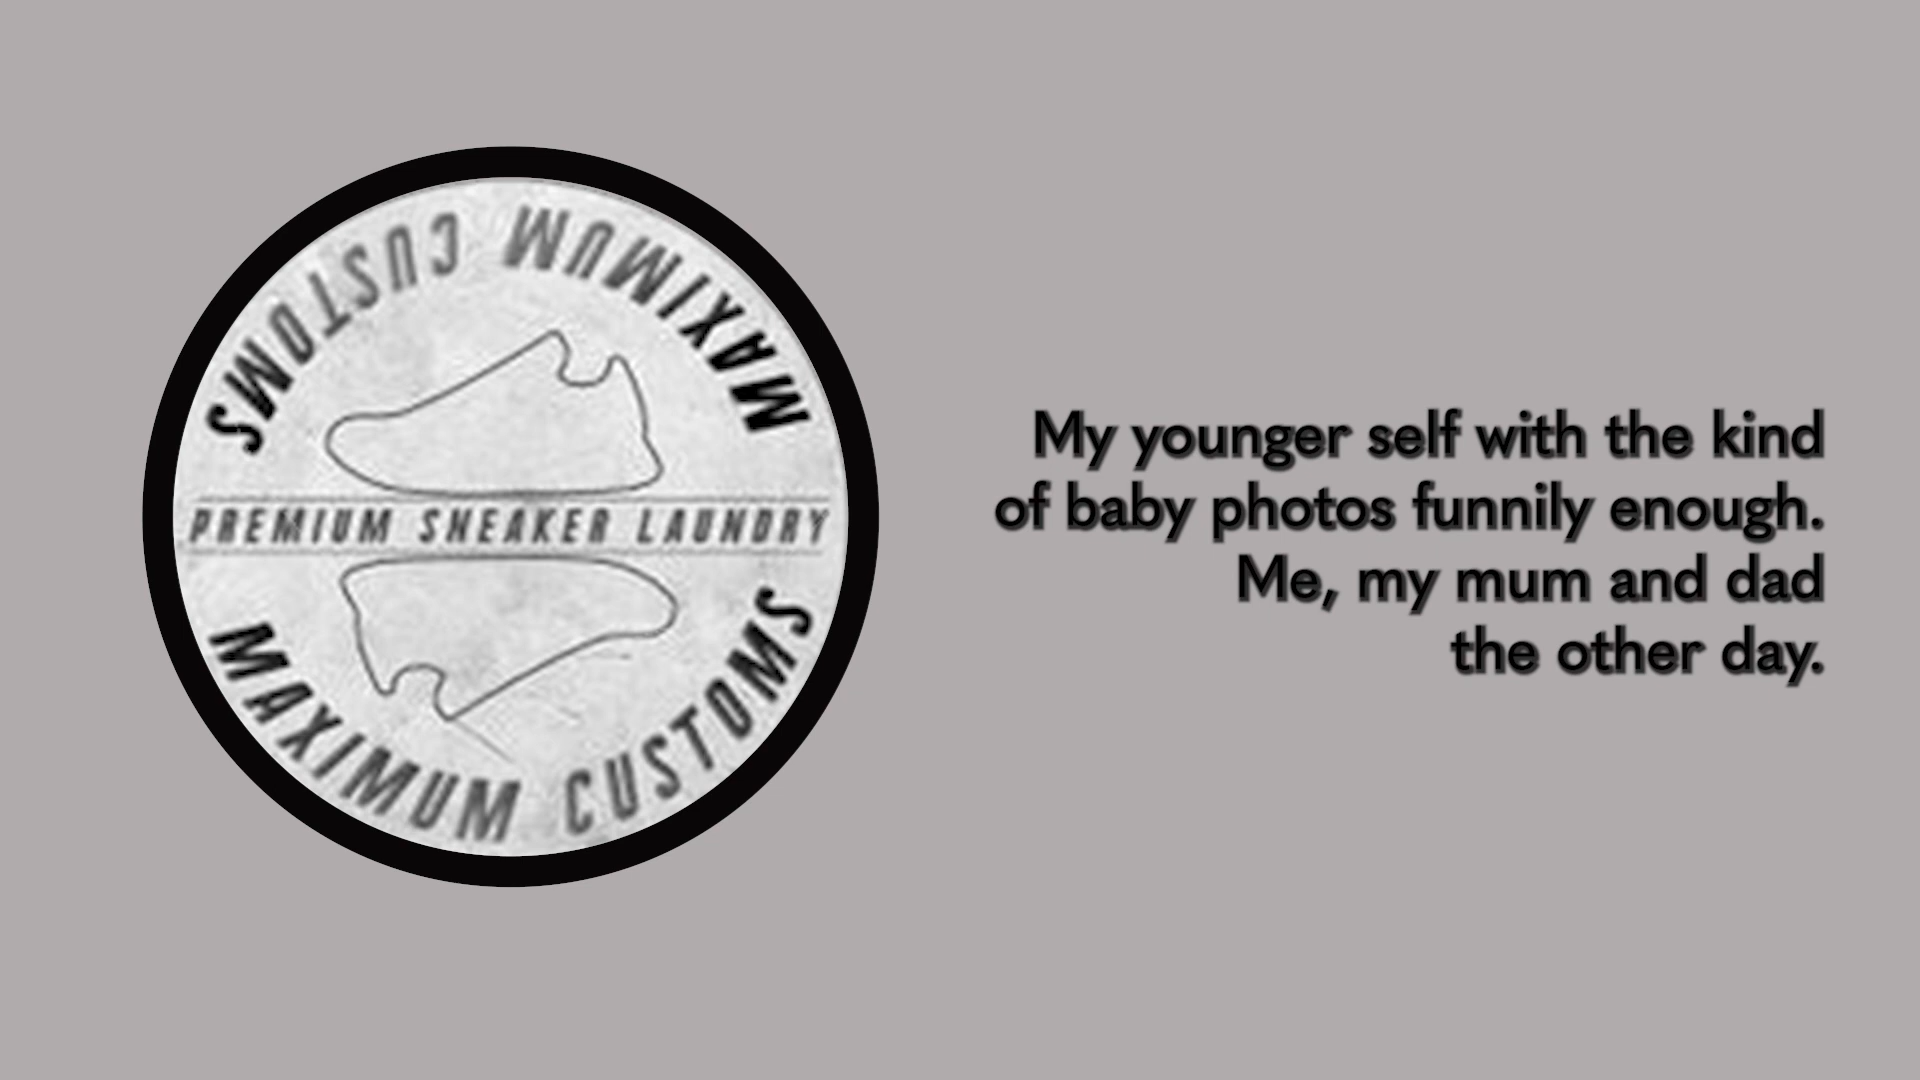 MAXIMUM CUSTOMS
PREMIUM SNEAKER LAUNDRY
MAXIMUM CUSTOMS
My younger self with the kind
of baby photos funnily enough.
Me, my mum and dad
the other day.